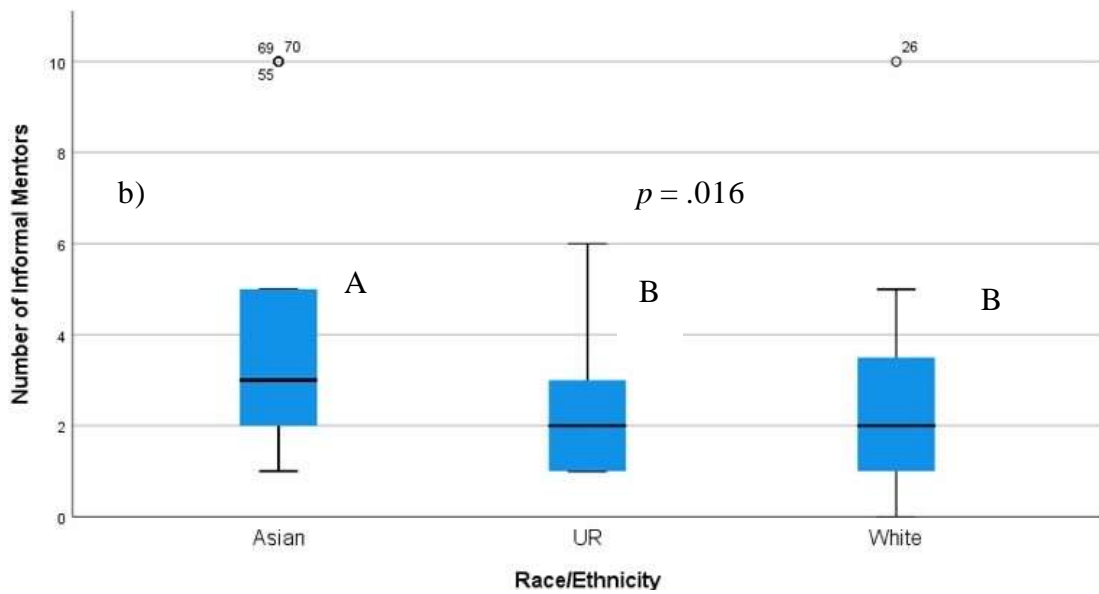 69 70
55
26
10
8
b)
p = .016
6
A
B
B
4
2
0
Number of Informal Mentors
Asian
UR
White
Race/Ethnicity